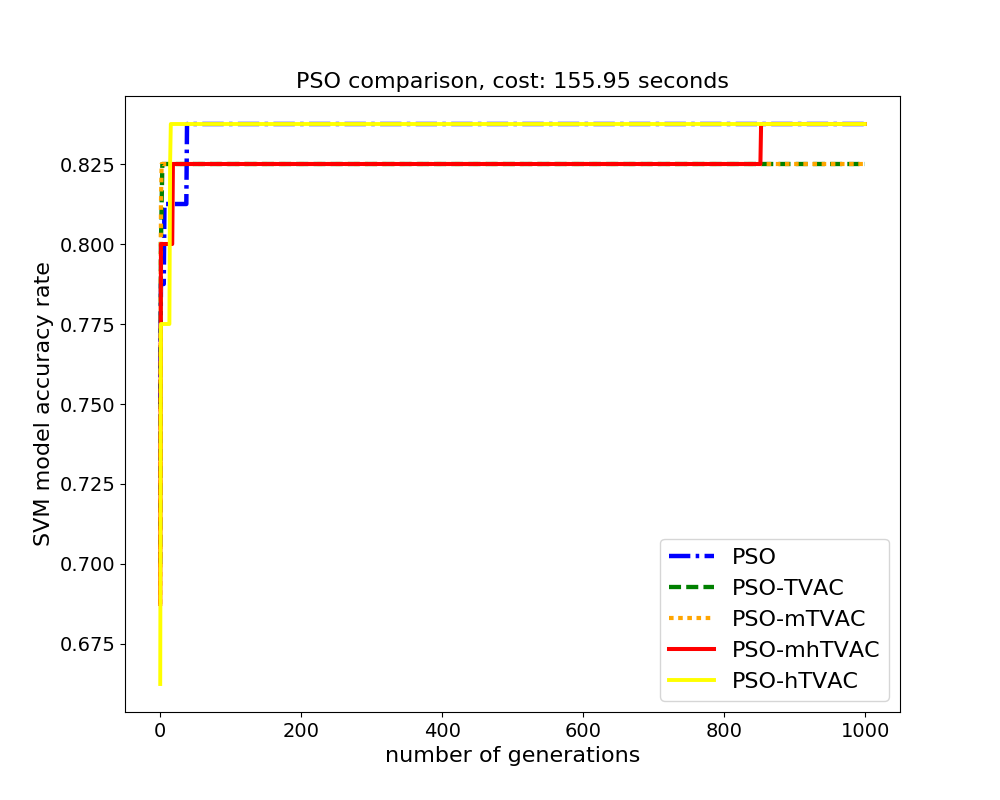 PSO comparison, cost: 155.95 seconds
SVM model accuracy rate
0.825
0.800
0.775
0.750
0.725
0.700
0.675
0 200 400 600 800 1000
number of generations
PSO
PSO-TVAC
PSO-mTVAC
PSO-mhTVAC
PSO-hTVAC